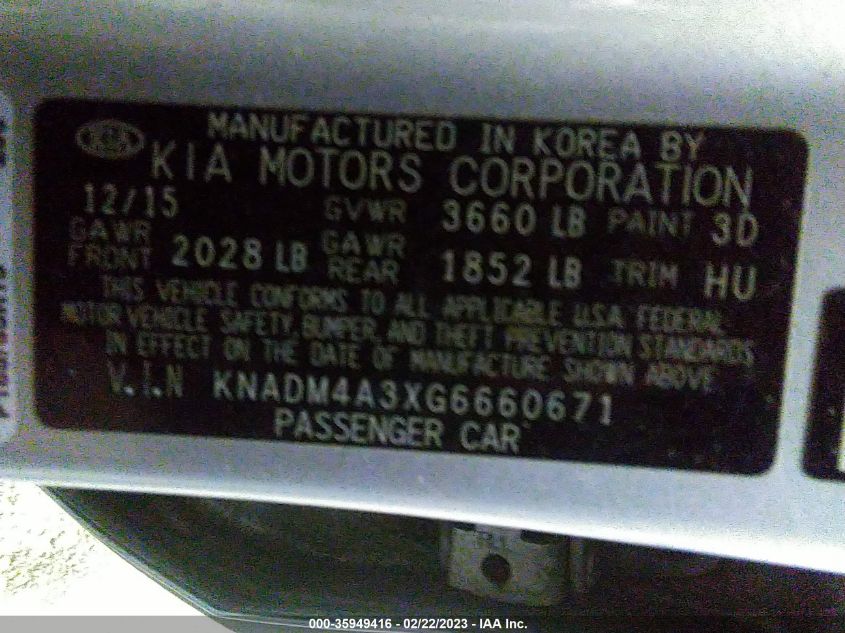 MANUFACTURED IN KOREA BY
KIA MOTORS CORPORATION
12/15 GVWR 3660 LB PAINT 3D
GAWR FRONT 2028 LB GAWR REAR 1852 LB TRIM HU
THIS VEHICLE CONFORMS TO ALL APPLICABLE U.S.A. FEDERAL
MOTOR VEHICLE SAFETY, BUMPER, AND THEFT PREVENTION STANDARDS
IN EFFECT ON THE DATE OF MANUFACTURE SHOWN ABOVE
V.I.N KNADM4A3XG6660671
PASSENGER CAR
000-35949416 - 02/22/2023 - IAA Inc.